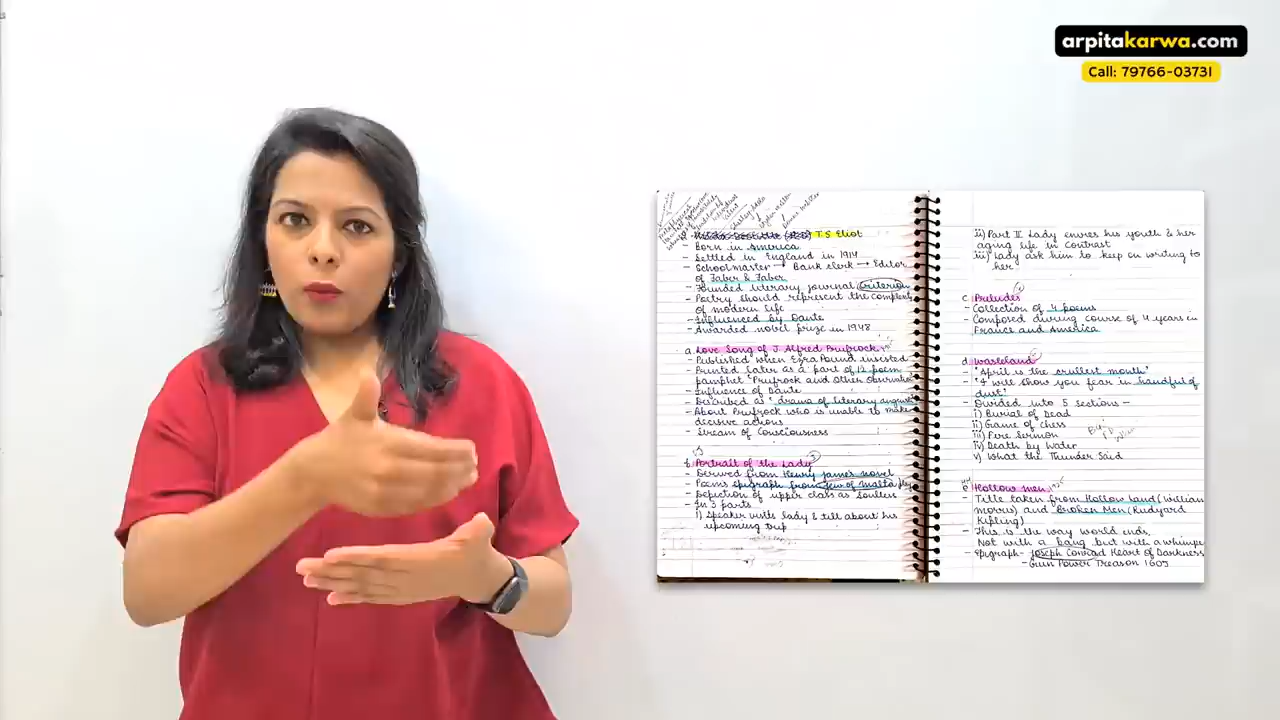 arpitakarwa.com
Call: 79766-03731
T.S Eliot
Born in America
- Settled in England in 1914
- Schoolmaster → Bank clerk → Editor
of Faber & Faber
- Founded literary journal Criterion
- Poetry should represent the complexity
of modern life
- Influenced by Dante
- Awarded nobel prize in 1948
a. Love Song of J. Alfred Prufrock
- Published when Ezra Pound insisted
- Printed later as a part of 12 poem
pamphlet "Prufrock and Other
- Influence of Dante
- Described as "drama of literary
- About Prufrock who is unable to make
decisive actions
- Stream of Consciousness
b. Portrait of the Lady
- Derived from Henry James novel
- Poems epigraph from Jew of Malta
- Depiction of upper class as soulless
- In 3 parts
i) Speaker visits lady & tell about his
upcoming trip
ii) Part II Lady envies his youth & her
aging life in contrast
iii) Lady ask him to keep on writing to
her
c Preludes
- Collection of 4 poems
- Composed during course of 4 years in
France and America
d. Wasteland
- "April is the crullest month"
- "I will show you fear in handful of
dust"
- Divided into 5 sections -
i) Burial of Dead
ii) Game of chess
iii) Fire Sermon
iv) Death by Water
v) What the Thunder Said
e Hollow men
- Title taken from Hollow Land (William
morris) and Broken Men (Rudyard
Kipling)
- This is the way world ends
Not with a bang but with a whimper
- Epigraph - Joseph Conrad Heart of Darkness
- Gun Power Treason 1605